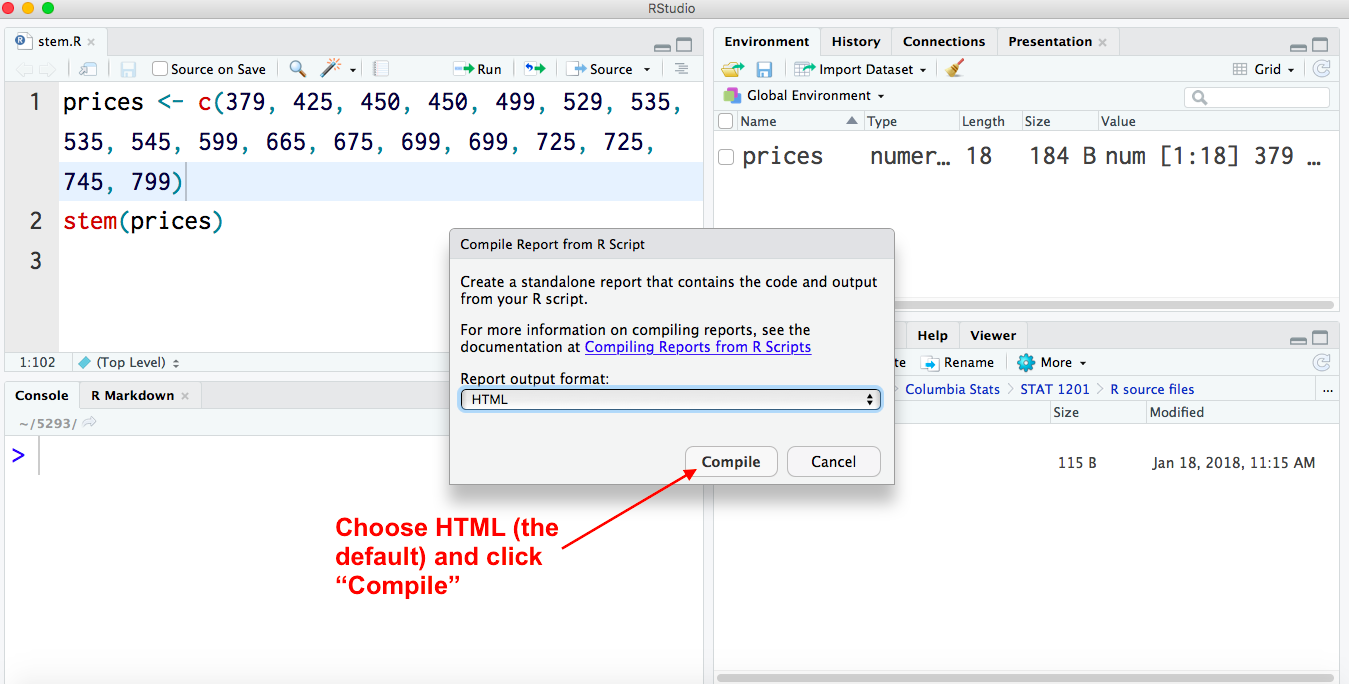 RStudio
stem.R
Source on Save
Run
Source
1 prices <- c(379, 425, 450, 450, 499, 529, 535,
535, 545, 599, 665, 675, 699, 699, 725, 725,
745, 799)
2 stem(prices)
3
1:102 (Top Level)
Console R Markdown
~/5293/
>
Environment History Connections Presentation
Import Dataset Grid
Global Environment
Name Type Length Size Value
prices numer… 18 184 B num [1:18] 379 …
Compile Report from R Script
Create a standalone report that contains the code and output
from your R script.
For more information on compiling reports, see the
documentation at Compiling Reports from R Scripts
Report output format:
HTML
Compile Cancel
Help Viewer
te Rename More
Columbia Stats STAT 1201 R source files ...
Size Modified
115 B Jan 18, 2018, 11:15 AM
Choose HTML (the
default) and click
“Compile”